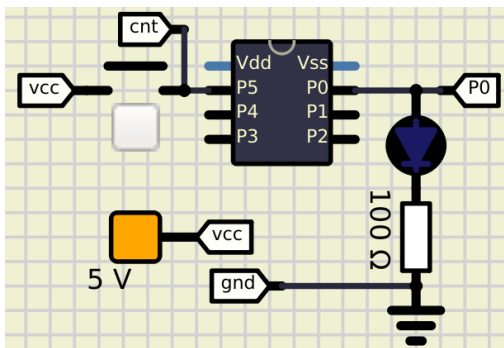 cnt
vcc
Vdd
Vss
P5
P0
P4
P1
P3
P2
P0
100 Ω
vcc
5 V
gnd